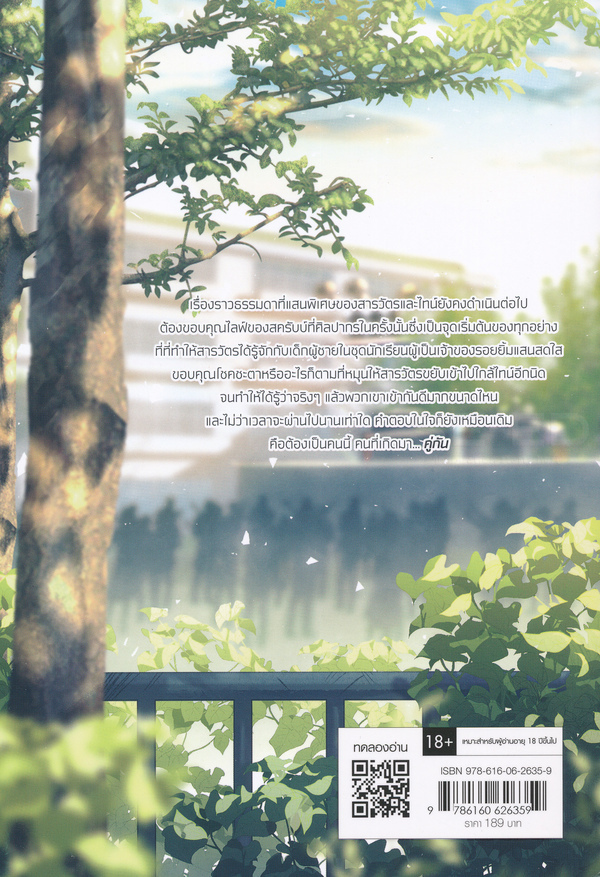 เรื่องราวธรรมดาที่แสนพิเศษของสารวัตรและไทน์ยังคงดำเนินต่อไป
ต้องขอบคุณไลฟ์ของสครับบ์ที่ศิลปากรในครั้งนั้นซึ่งเป็นจุดเริ่มต้นของทุกอย่าง
ที่ที่ทำให้สารวัตรได้รู้จักกับเด็กผู้ชายในชุดนักเรียนผู้เป็นเจ้าของรอยยิ้มแสนสดใส
ขอบคุณโชคชะตาหรืออะไรก็ตามที่หมุนให้สารวัตรขยับเข้าไปใกล้ไทน์อีกนิด
จนทำให้ได้รู้ว่าจริงๆ แล้วพวกเขาเข้ากันดีมากขนาดไหน
และไม่ว่าเวลาจะผ่านไปนานเท่าใด คำตอบในใจก็ยังเหมือนเดิม
คือต้องเป็นคนนี้ คนที่เกิดมา... คู่กัน
ทดลองอ่าน
18+ เหมาะสำหรับผู้อ่านอายุ 18 ปีขึ้นไป
ISBN 978-616-06-2635-9
9 786160 626359
ราคา 189 บาท